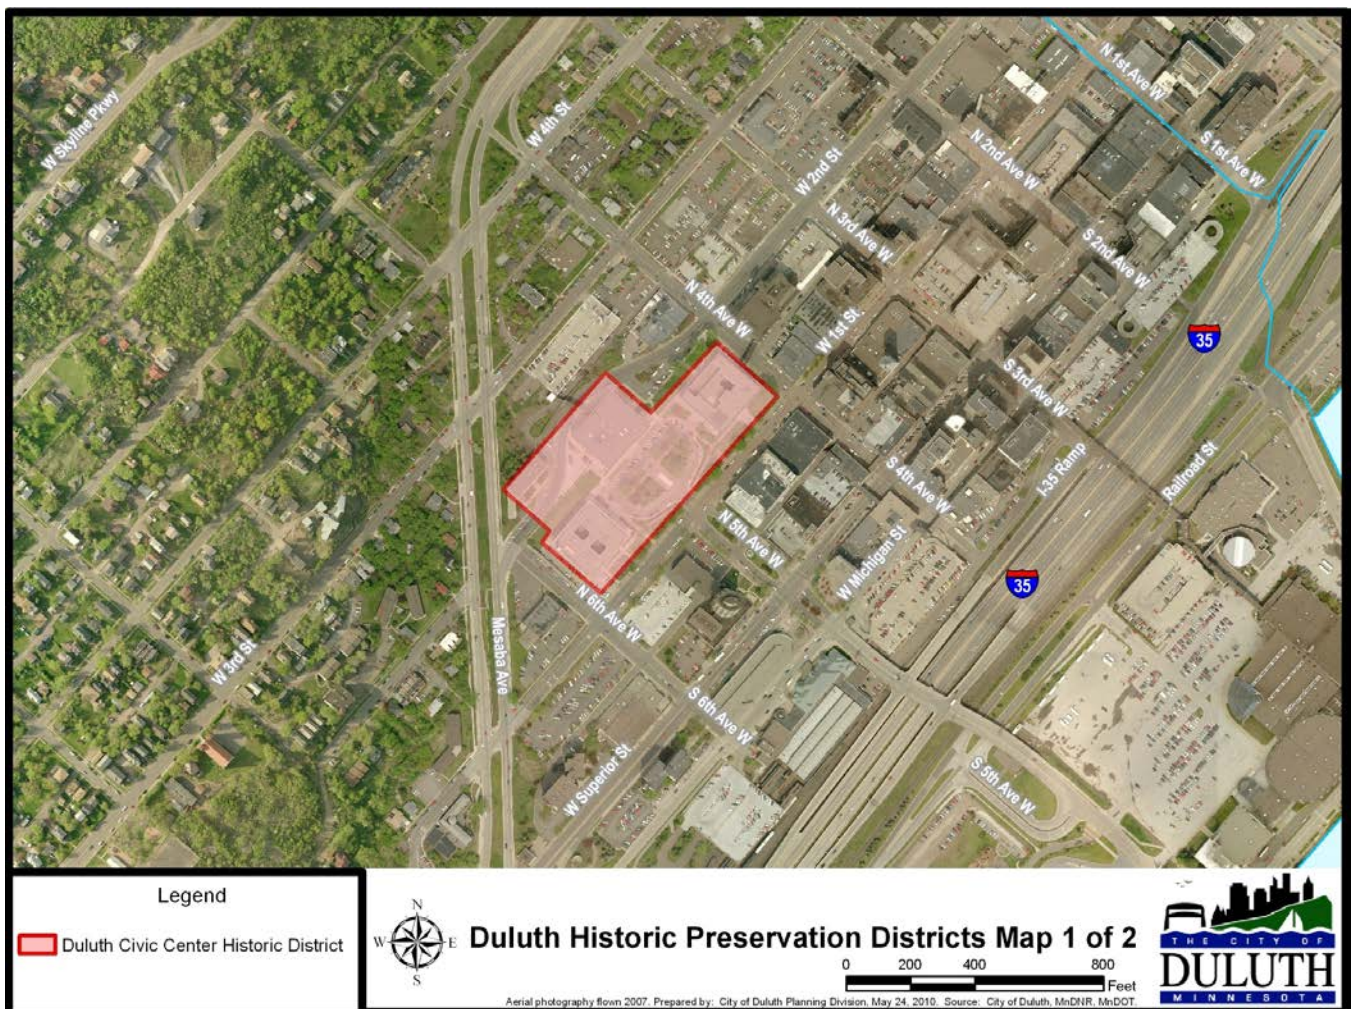 N 1st Ave W
W Skyline Pkwy
W 4th St
S 1st Ave W
N 2nd Ave W
W 2nd St
N 3rd Ave W
S 2nd Ave W
N 4th Ave W
W 1st St.
35
S 3rd Ave W
I-35 Ramp
Railroad St
S 4th Ave W
N 5th Ave W
W Michigan St
35
N 6th Ave W
Mesaba Ave
W 3rd St
S 6th Ave W
W Superior St
S 5th Ave W
Legend
Duluth Civic Center Historic District
N
W E
S
Duluth Historic Preservation Districts Map 1 of 2
0 200 400 800
Feet
Aerial photography flown 2007. Prepared by: City of Duluth Planning Division, May 24, 2010. Source: City of Duluth, MnDNR, MnDOT.
THE CITY OF
DULUTH
MINNESOTA